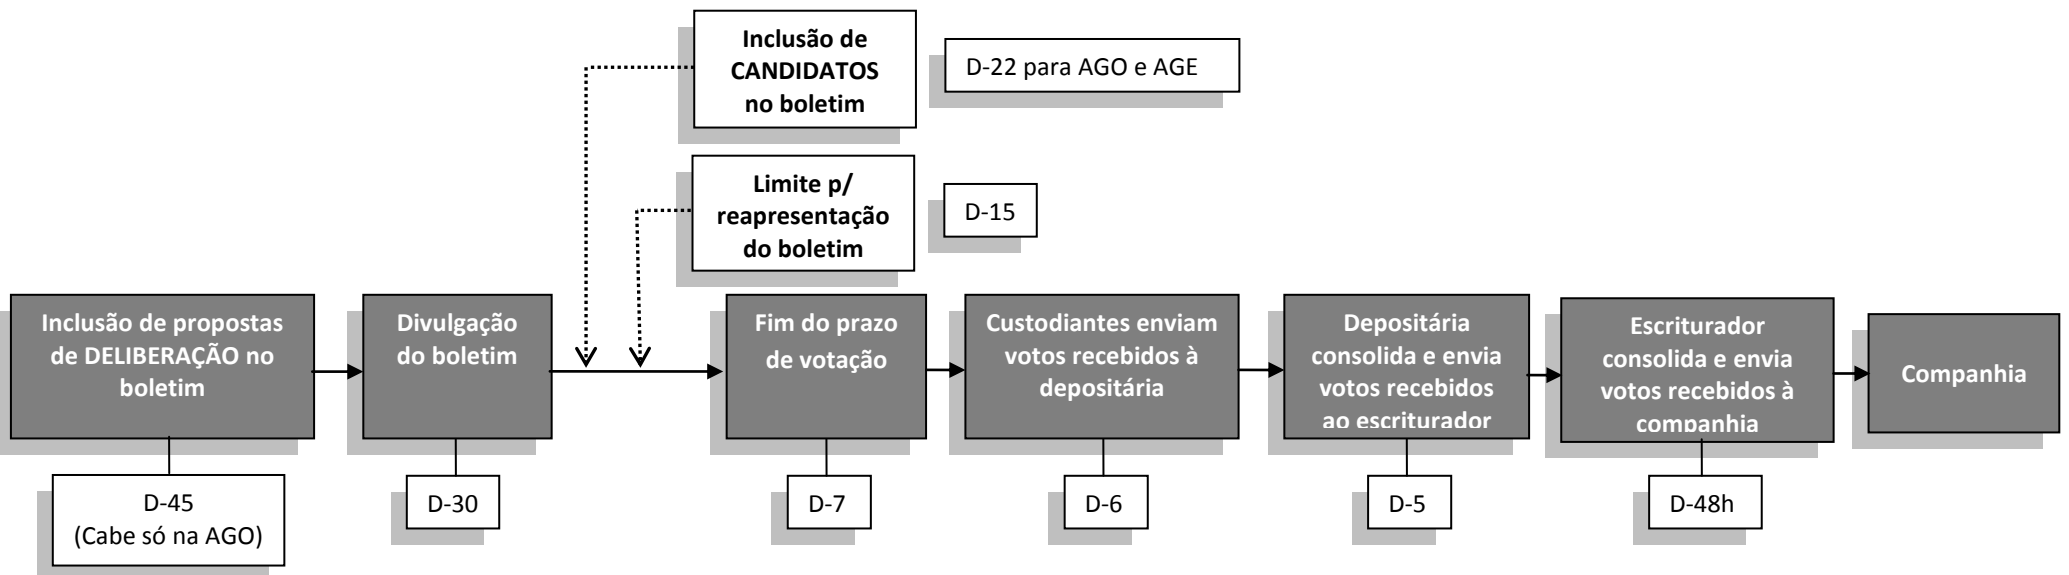 Inclusão de
CANDIDATOS
no boletim
D-22 para AGO e AGE
Limite p/
reapresentação
do boletim
D-15
Inclusão de propostas
de DELIBERAÇÃO no
boletim
D-45
(Cabe só na AGO)
Divulgação
do boletim
D-30
Fim do prazo
de votação
D-7
Custodiantes enviam
votos recebidos à
depositária
D-6
Depositária
consolida e envia
votos recebidos
ao escriturador
D-5
Escriturador
consolida e envia
votos recebidos à
companhia
D-48h
Companhia